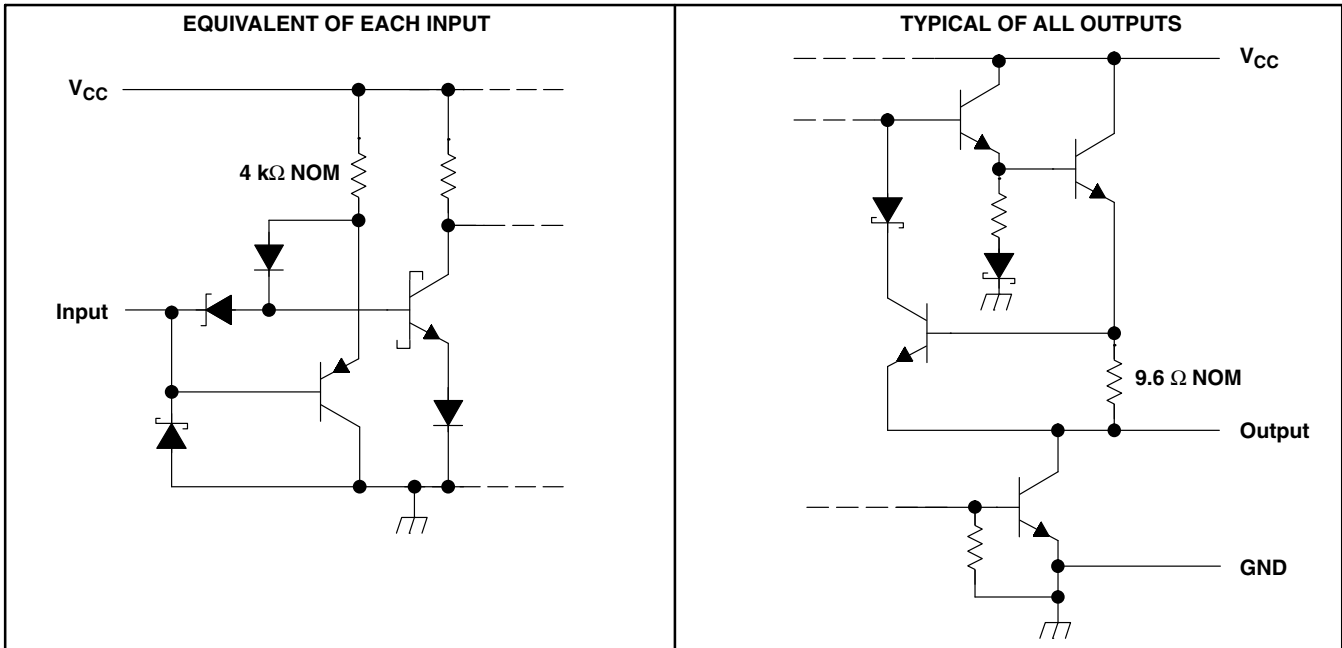 EQUIVALENT OF EACH INPUT
VCC
4 kΩ NOM
Input
TYPICAL OF ALL OUTPUTS
VCC
9.6 Ω NOM
Output
GND